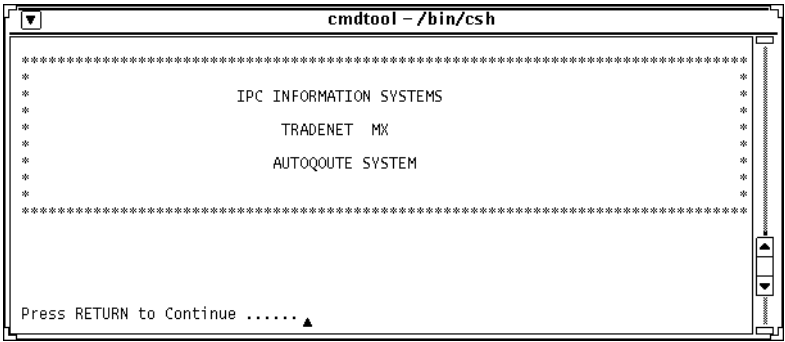 cmdtool – /bin/csh
************************************************************************************
* *
* IPC INFORMATION SYSTEMS *
* *
* TRADENET MX *
* *
* AUTOQOUTE SYSTEM *
* *
* *
************************************************************************************
Press RETURN to Continue ......